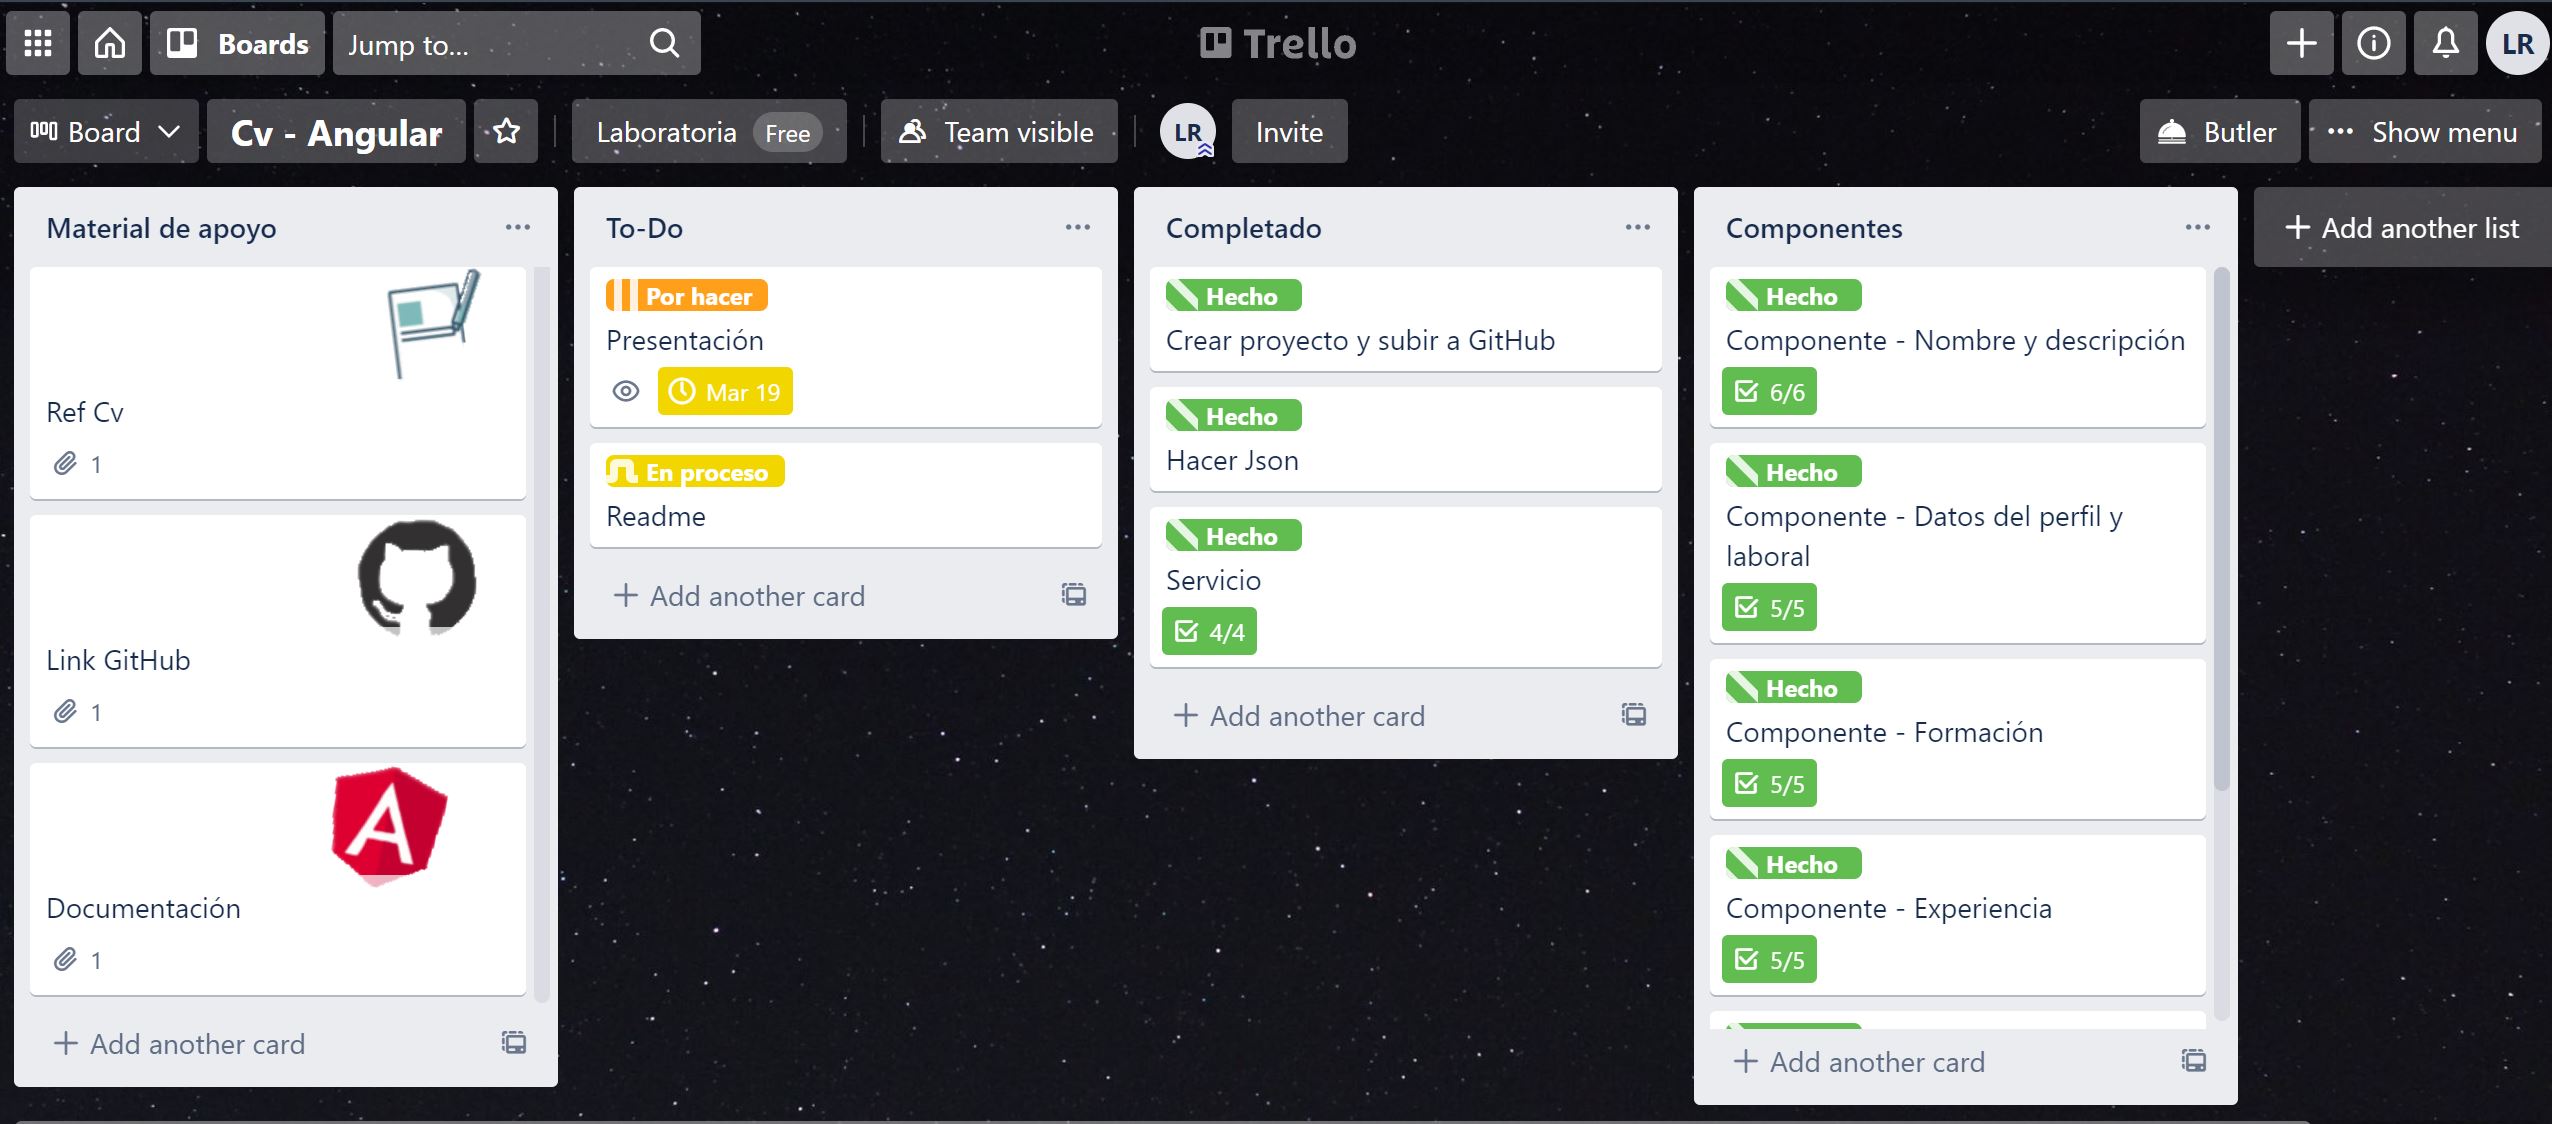 Boards
Jump to...
Trello
LR
Board
Cv - Angular
Laboratoria Free
Team visible
LR
Invite
Butler
Show menu
Material de apoyo
Ref Cv
1
Link GitHub
1
A
Documentación
1
Add another card
To-Do
Por hacer
Presentación
Mar 19
En proceso
Readme
Add another card
Completado
Hecho
Crear proyecto y subir a GitHub
Hecho
Hacer Json
Hecho
Servicio
4/4
Add another card
Componentes
Hecho
Componente - Nombre y descripción
6/6
Hecho
Componente - Datos del perfil y
laboral
5/5
Hecho
Componente - Formación
5/5
Hecho
Componente - Experiencia
5/5
Add another card
Add another list